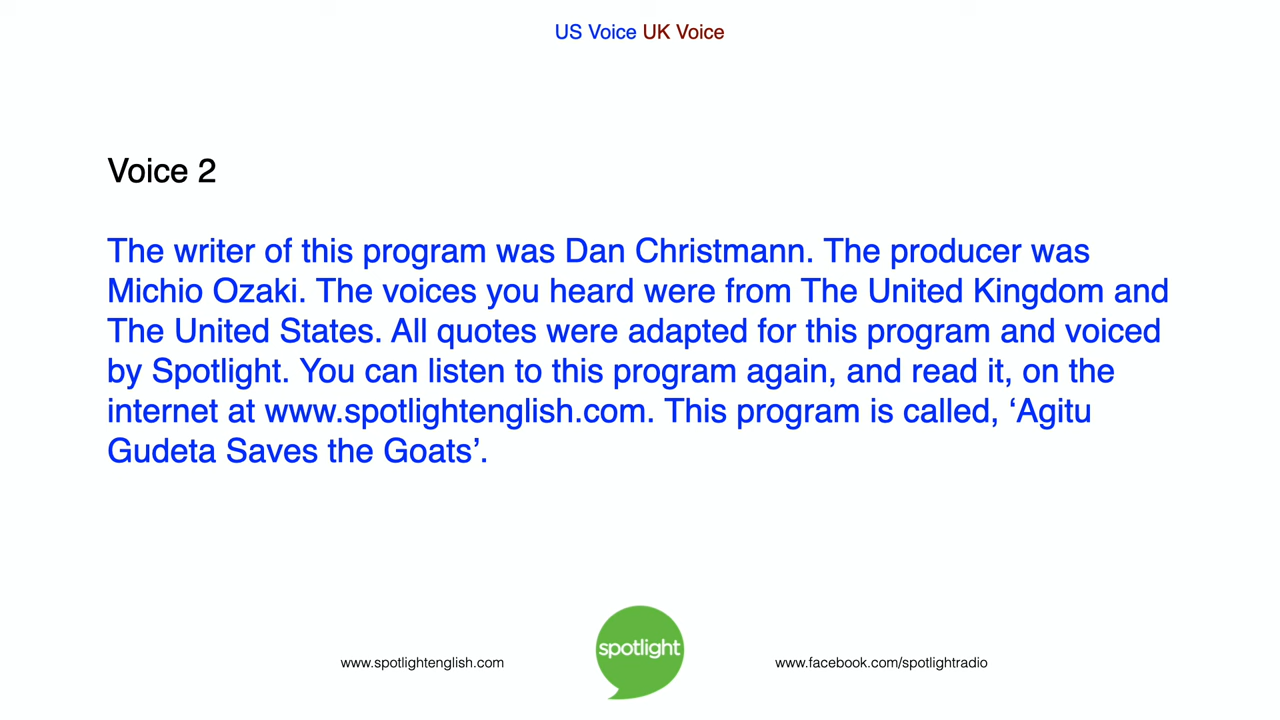 US Voice UK Voice
Voice 2
The writer of this program was Dan Christmann. The producer was
Michio Ozaki. The voices you heard were from The United Kingdom and
The United States. All quotes were adapted for this program and voiced
by Spotlight. You can listen to this program again, and read it, on the
internet at www.spotlightenglish.com. This program is called, ‘Agitu
Gudeta Saves the Goats’.
www.spotlightenglish.com
spotlight
www.facebook.com/spotlightradio